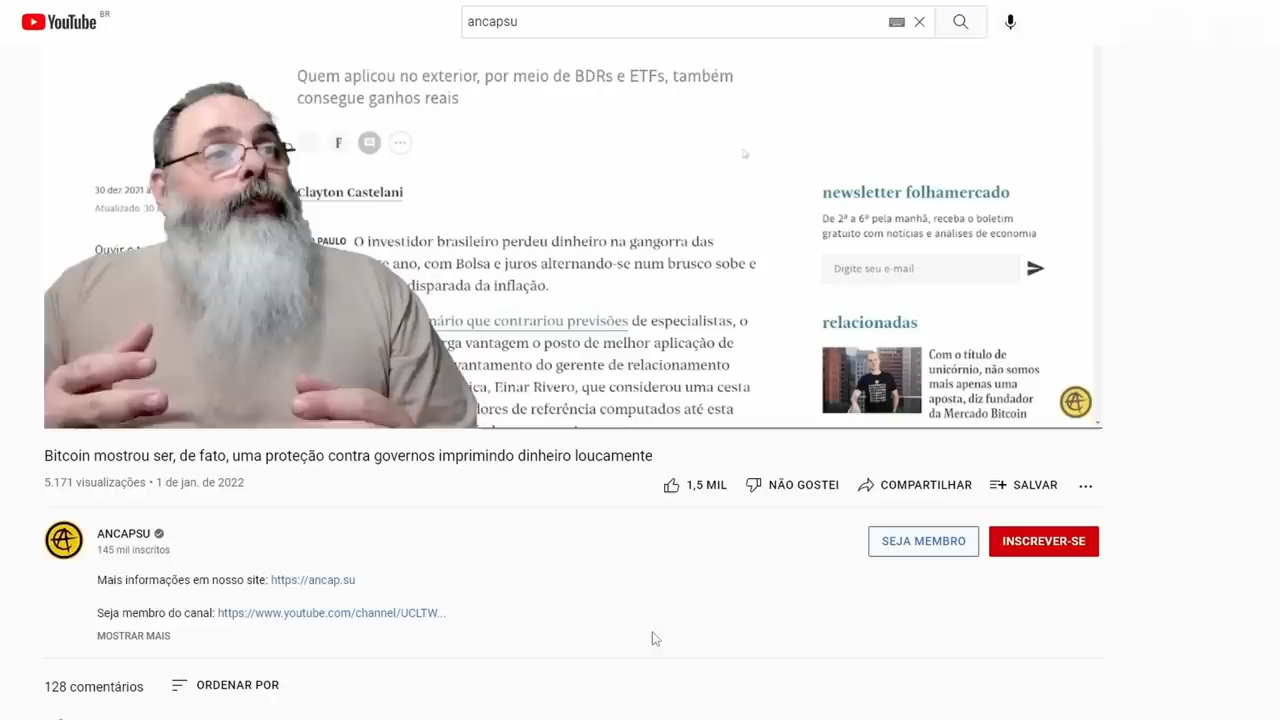 YouTube BR
ancapsu
Quem aplicou no exterior, por meio de BDRs e ETFs, também
consegue ganhos reais
F
Clayton Castelani
30 dez.2021
Atualizado 30
PAULO O investidor brasileiro perdeu dinheiro na gangorra das
ano, com Bolsa e juros alternando-se num brusco sobe e
disparada da inflação.
que contrariou previsões de especialistas, o
vantagem o posto de melhor aplicação de
do gerente de relacionamento
Einar Rivero, que considerou uma cesta
de referência computados até esta
newsletter folhamercado
De 2ª a 6ª pela manhã, receba o boletim
gratuito com notícias e análises de economia
Digite seu e-mail
relacionadas
Com o título de
unicórnio, não somos
mais apenas uma
aposta, diz fundador
da Mercado Bitcoin
Bitcoin mostrou ser, de fato, uma proteção contra governos imprimindo dinheiro loucamente
5.171 visualizações • 1 de jan. de 2022
1,5 MIL
NÃO GOSTEI
COMPARTILHAR
SALVAR
ANCAPSU
145 mil inscritos
SEJA MEMBRO
INSCREVER-SE
Mais informações em nosso site: https://ancap.su
Seja membro do canal: https://www.youtube.com/channel/UCLTW...
MOSTRAR MAIS
128 comentários
ORDENAR POR